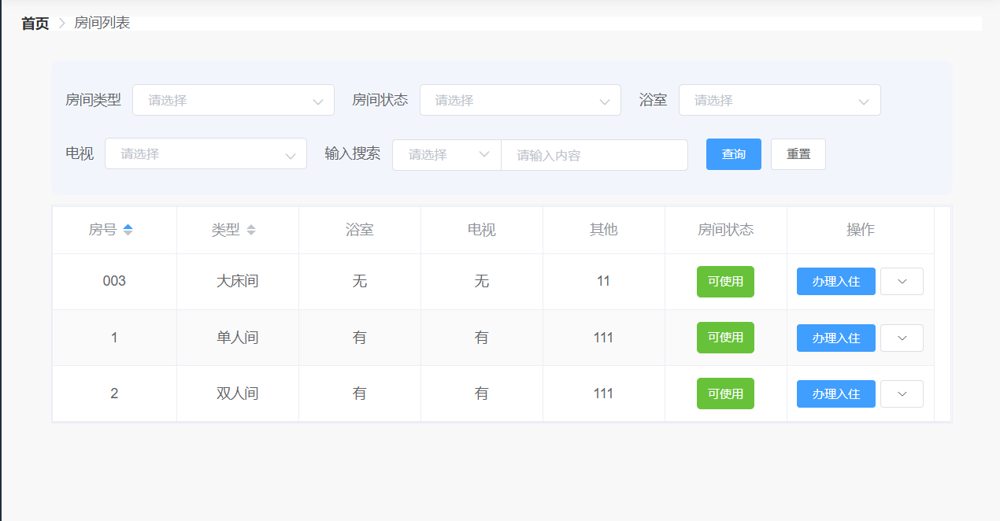 首页 > 房间列表
房间类型 请选择 房间状态 请选择 浴室 请选择
电视 请选择 输入搜索 请选择 请输入内容 查询 重置
房号 类型 浴室 电视 其他 房间状态 操作
003 大床间 无 无 11 可使用 办理入住
1 单人间 有 有 111 可使用 办理入住
2 双人间 有 有 111 可使用 办理入住